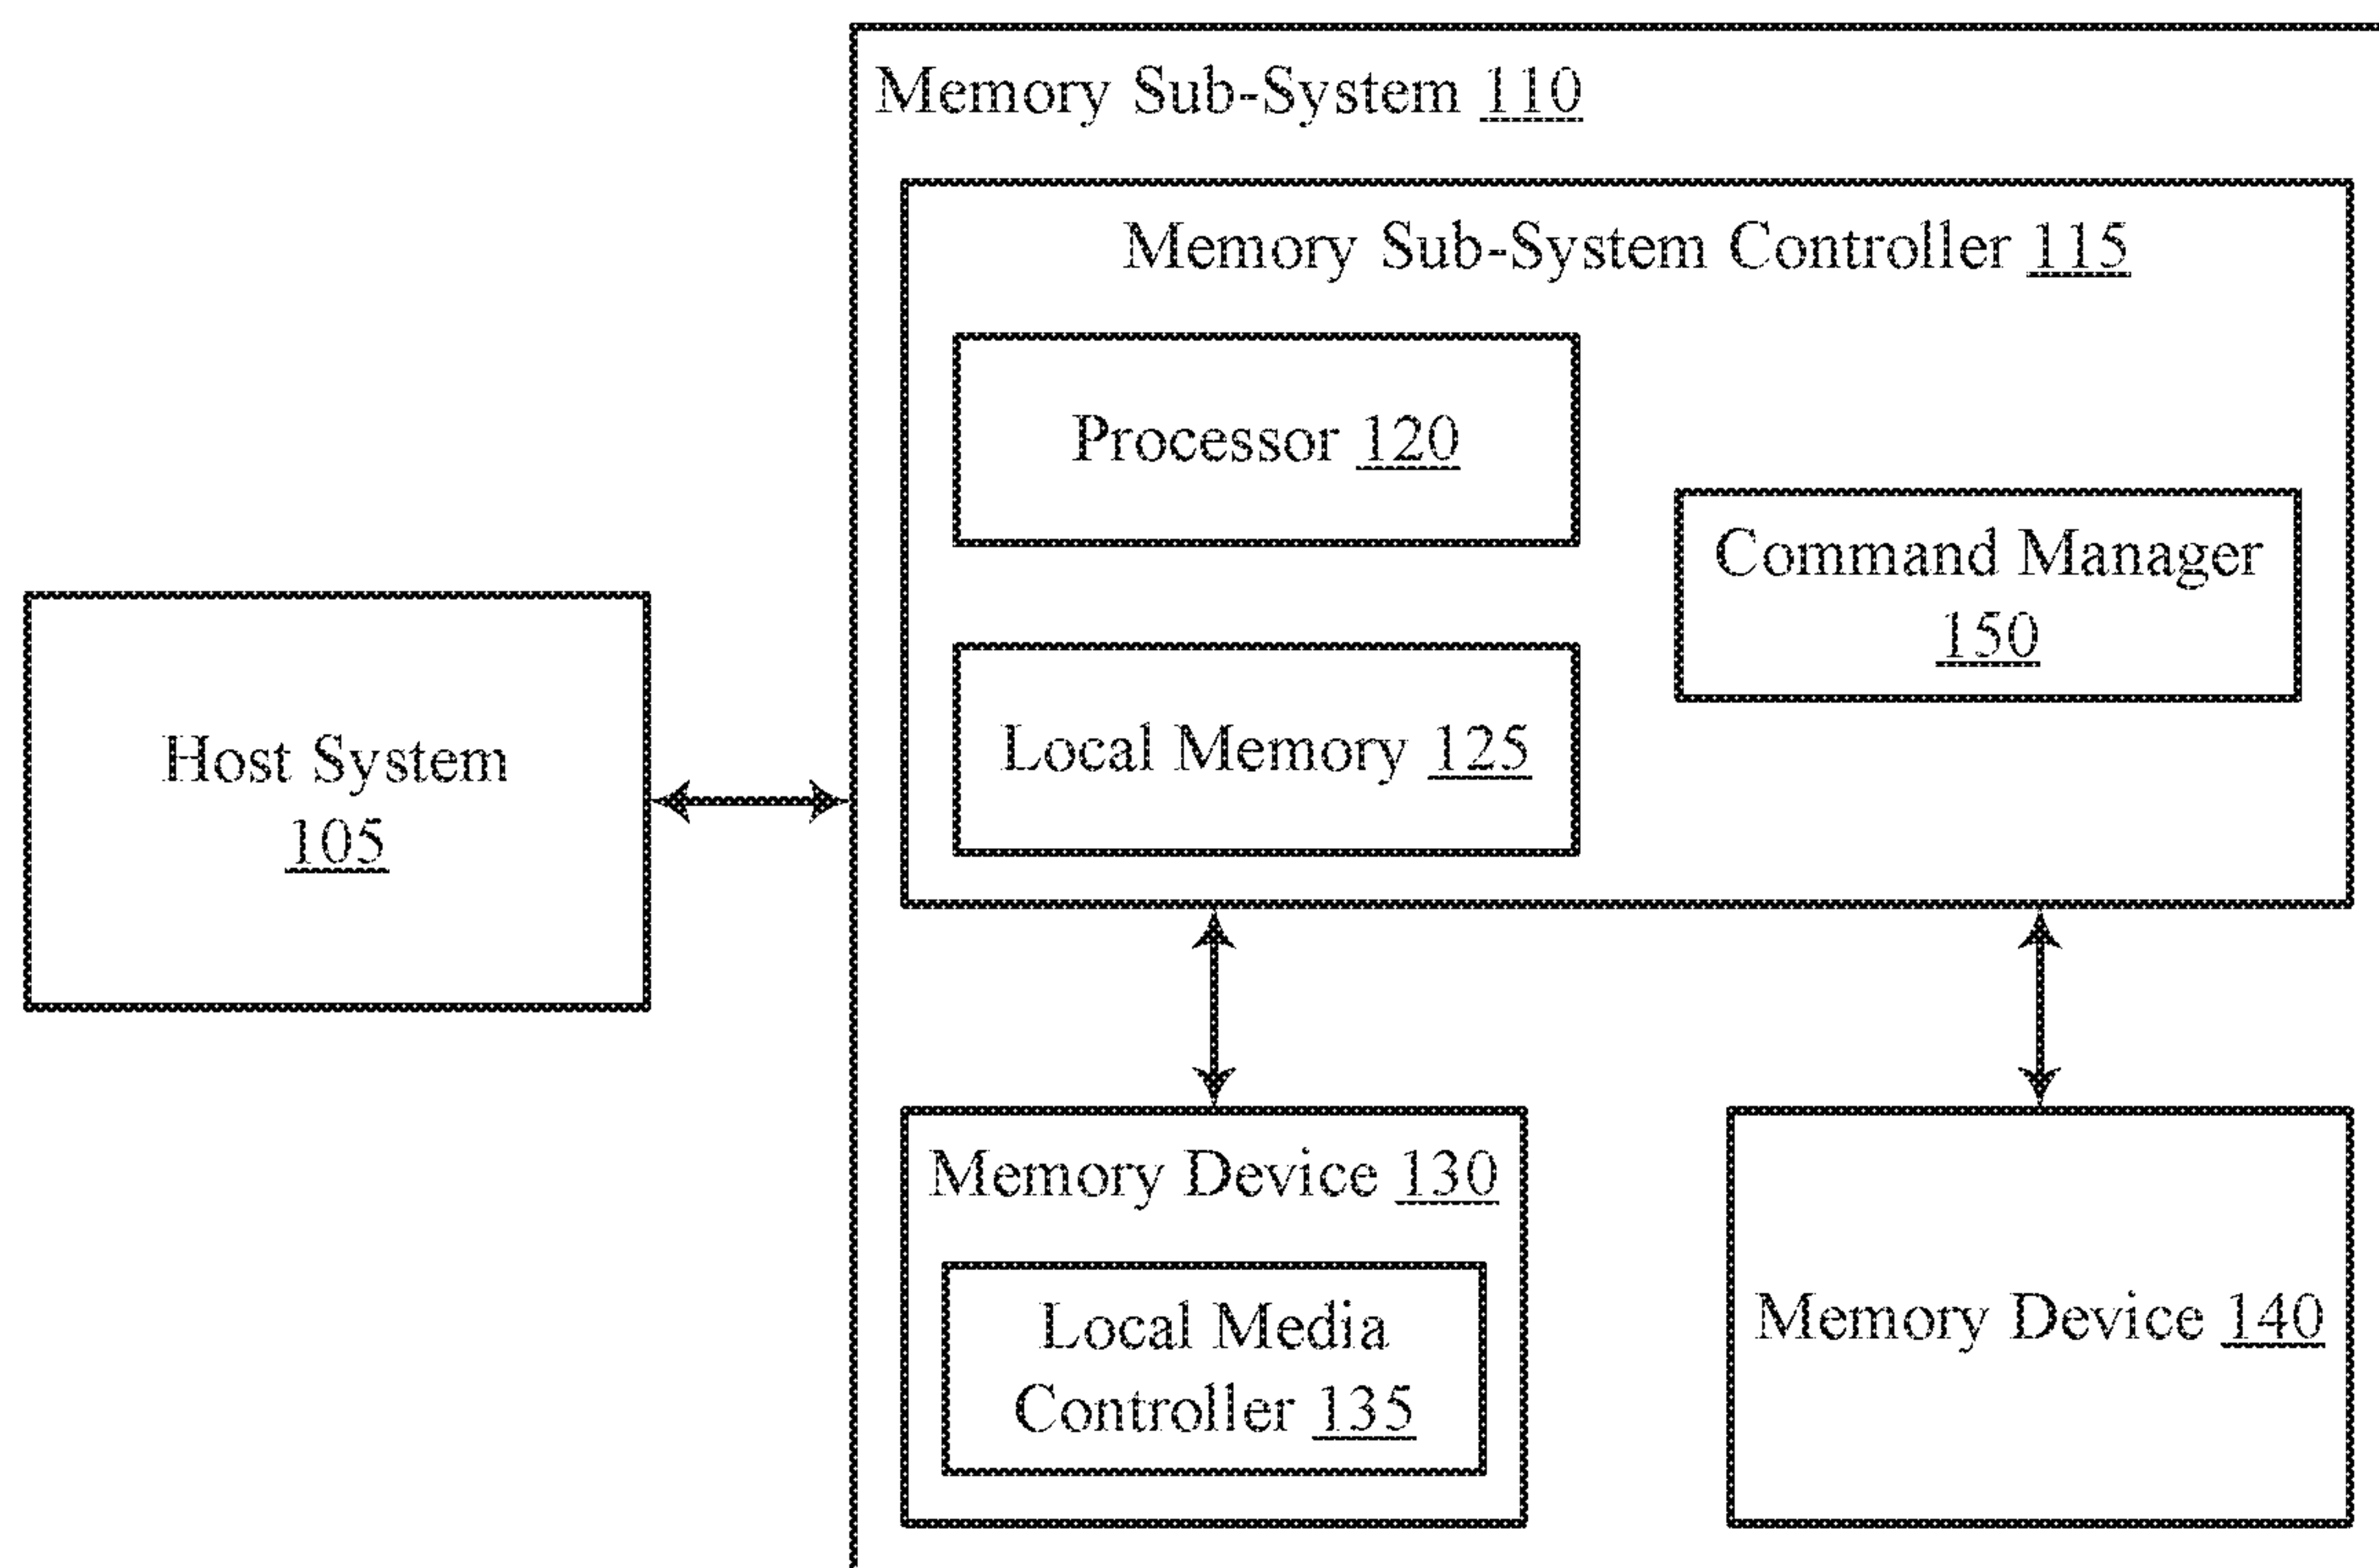 Memory Sub-System 110
Memory Sub-System Controller 115
Processor 120
Command Manager
150
Local Memory 125
Host System
105
Memory Device 130
Local Media
Controller 135
Memory Device 140